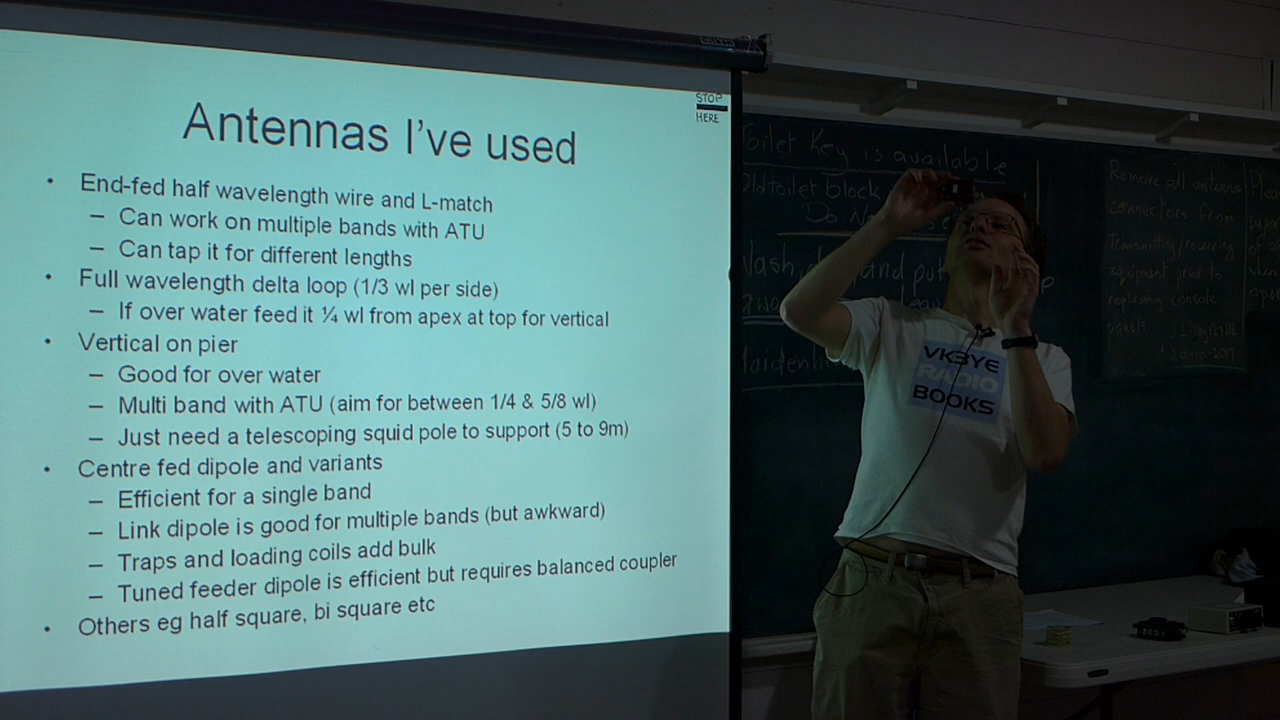 STOP
HERE
Antennas I've used
• End-fed half wavelength wire and L-match
– Can work on multiple bands with ATU
– Can tap it for different lengths
• Full wavelength delta loop (1/3 wl per side)
– If over water feed it ¼ wl from apex at top for vertical
• Vertical on pier
– Good for over water
– Multi band with ATU (aim for between 1/4 & 5/8 wl)
– Just need a telescoping squid pole to support (5 to 9m)
• Centre fed dipole and variants
– Efficient for a single band
– Link dipole is good for multiple bands (but awkward)
– Traps and loading coils add bulk
– Tuned feeder dipole is efficient but requires balanced coupler
• Others eg half square, bi square etc
Toilet Key is available
Old toilet block
Do
and
Remove all antenna
connectors from
transmitting/receiving
equipment prior to
replacing console
panels
VK3YE
RADIO
BOOKS